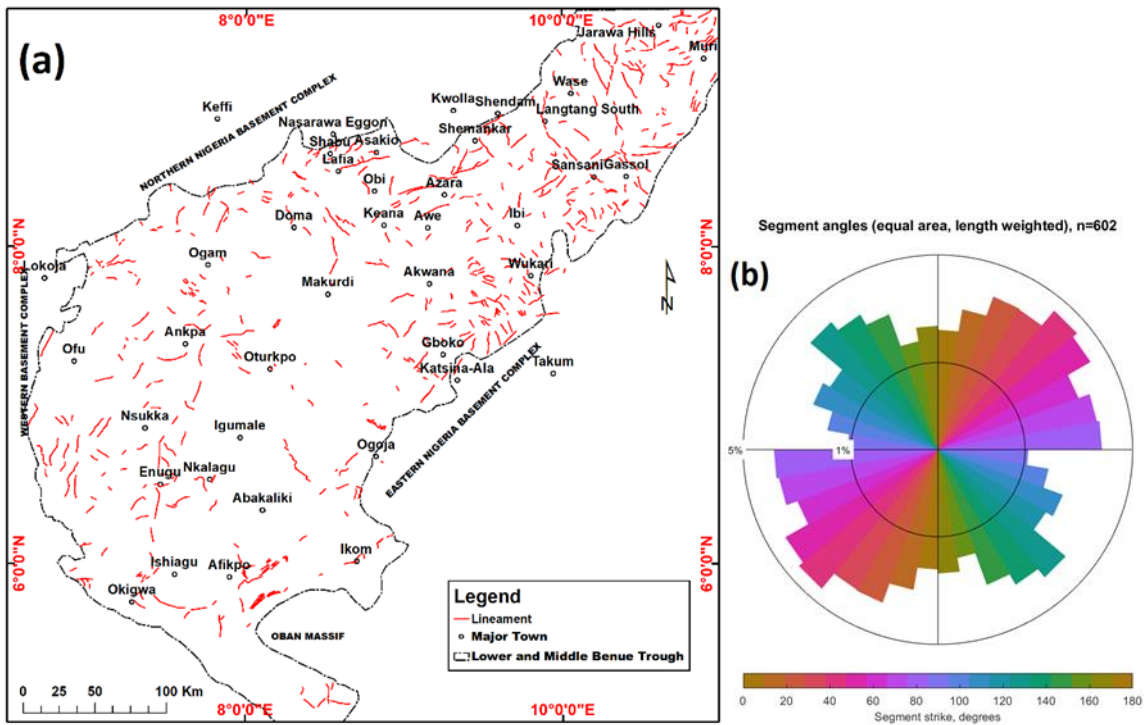 (a)
8°0'0"E
10°0'0"E
Jarawa Hills
Muri
Wase
Keffi
Kwolla
Shendam
Langtang South
NORTHERN NIGERIA BASEMENT COMPLEX
Nasarawa Eggon
Shemankar
Shabu
Asakio
Lafia
Sansani
Gassol
Obi
Azara
Doma
Keana
Awe
Ibi
8°0'0"N
8°0'0"N
Ogam
Lokoja
Wukari
Akwana
Makurdi
N
WESTERN BASEMENT COMPLEX
Ankpa
Ofu
Gboko
Oturkpo
Takum
Katsina-Ala
EASTERN NIGERIA BASEMENT COMPLEX
Nsukka
Igumale
Ogoja
Enugu
Nkalagu
Abakaliki
6°0'0"N
6°0'0"N
Ikom
Ishiagu
Afikpo
Okigwa
OBAN MASSIF
Legend
Lineament
Major Town
Lower and Middle Benue Trough
0 25 50 100 Km
8°0'0"E
10°0'0"E
Segment angles (equal area, length weighted), n=602
(b)
5%
1%
0 20 40 60 80 100 120 140 160 180
Segment strike, degrees